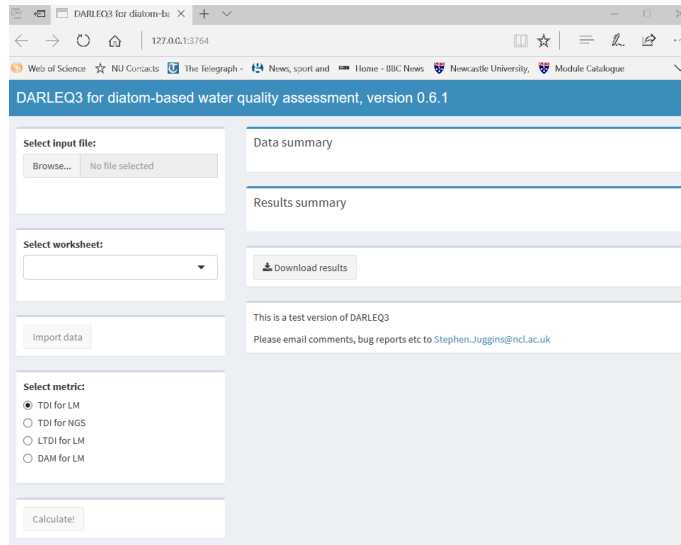 DARLEQ3 for diatom-ba
127.0.0.1:3764
Web of Science NU Contacts The Telegraph - News, sport and Home - BBC News Newcastle University, Module Catalogue
DARLEQ3 for diatom-based water quality assessment, version 0.6.1
Select input file:
Browse... No file selected
Select worksheet:
Import data
Select metric:
TDI for LM
TDI for NGS
LTDI for LM
DAM for LM
Calculate!
Data summary
Results summary
Download results
This is a test version of DARLEQ3
Please email comments, bug reports etc to Stephen.Juggins@ncl.ac.uk